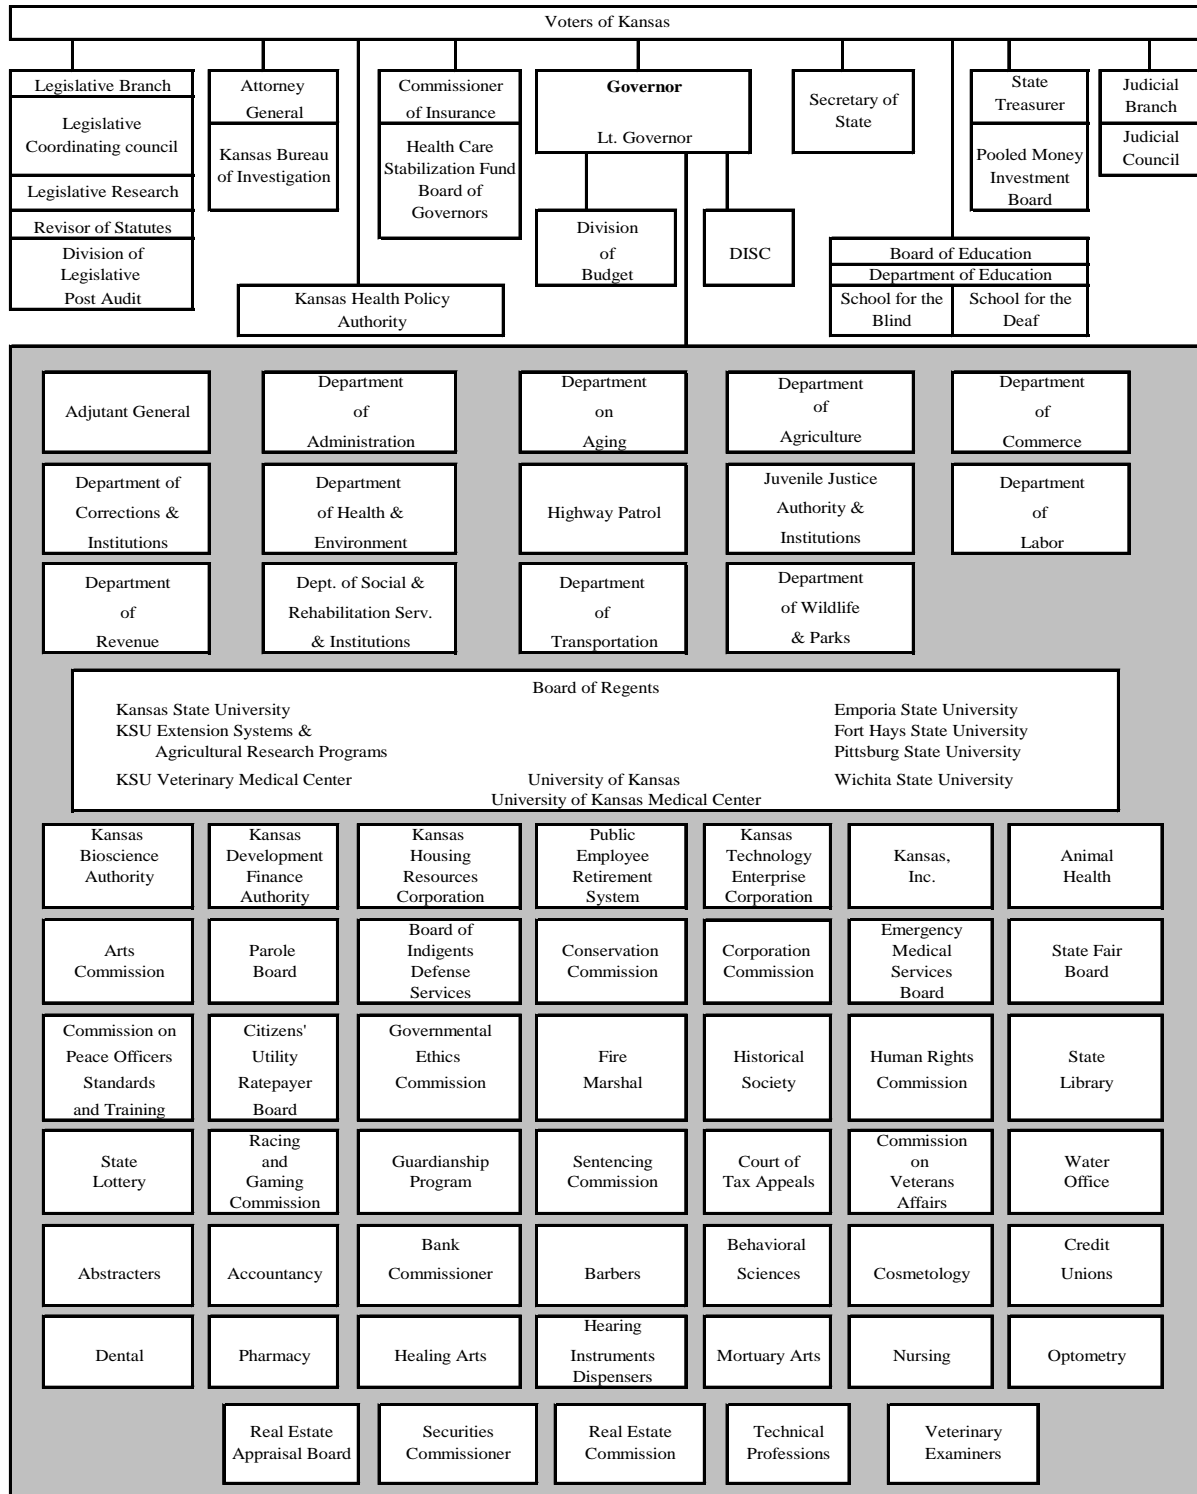 Voters of Kansas
Legislative Branch
Legislative
Coordinating council
Legislative Research
Revisor of Statutes
Division of
Legislative
Post Audit
Attorney
General
Kansas Bureau
of Investigation
Commissioner
of Insurance
Health Care
Stabilization Fund
Board of
Governors
Governor
Lt. Governor
Secretary of
State
State
Treasurer
Pooled Money
Investment
Board
Judicial
Branch
Judicial
Council
Division
of
Budget
DISC
Board of Education
Department of Education
School for the
Blind
School for the
Deaf
Kansas Health Policy
Authority
Adjutant General
Department
of
Administration
Department
on
Aging
Department
of
Agriculture
Department
of
Commerce
Department of
Corrections &
Institutions
Department
of Health &
Environment
Highway Patrol
Juvenile Justice
Authority &
Institutions
Department
of
Labor
Department
of
Revenue
Dept. of Social &
Rehabilitation Serv.
& Institutions
Department
of
Transportation
Department
of Wildlife
& Parks
Board of Regents
Kansas State University
KSU Extension Systems &
Agricultural Research Programs
KSU Veterinary Medical Center
University of Kansas
University of Kansas Medical Center
Emporia State University
Fort Hays State University
Pittsburg State University
Wichita State University
Kansas
Bioscience
Authority
Kansas
Development
Finance
Authority
Kansas
Housing
Resources
Corporation
Public
Employee
Retirement
System
Kansas
Technology
Enterprise
Corporation
Kansas,
Inc.
Animal
Health
Arts
Commission
Parole
Board
Board of
Indigents
Defense
Services
Conservation
Commission
Corporation
Commission
Emergency
Medical
Services
Board
State Fair
Board
Commission on
Peace Officers
Standards
and Training
Citizens'
Utility
Ratepayer
Board
Governmental
Ethics
Commission
Fire
Marshal
Historical
Society
Human Rights
Commission
State
Library
State
Lottery
Racing
and
Gaming
Commission
Guardianship
Program
Sentencing
Commission
Court of
Tax Appeals
Commission
on
Veterans
Affairs
Water
Office
Abstracters
Accountancy
Bank
Commissioner
Barbers
Behavioral
Sciences
Cosmetology
Credit
Unions
Dental
Pharmacy
Healing Arts
Hearing
Instruments
Dispensers
Mortuary Arts
Nursing
Optometry
Real Estate
Appraisal Board
Securities
Commissioner
Real Estate
Commission
Technical
Professions
Veterinary
Examiners